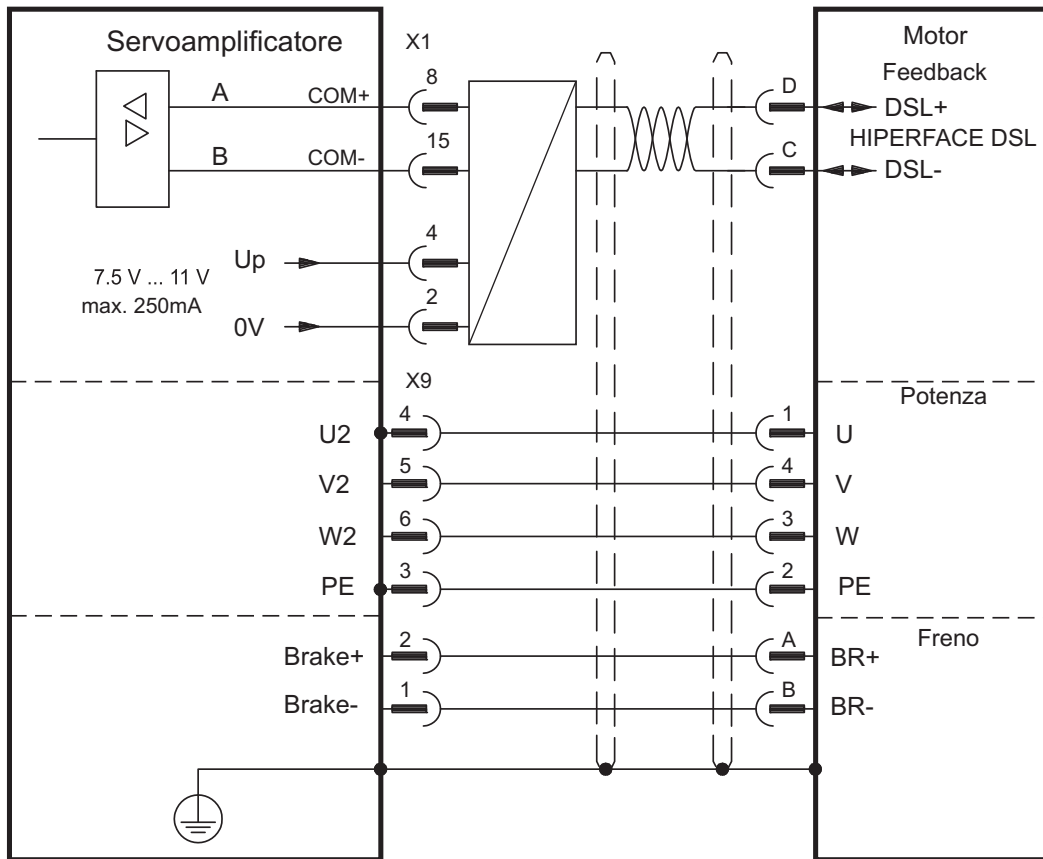 Servoamplificatore
X1
Motor
Feedback
A
COM+
8
D
DSL+
HIPERFACE DSL
B
COM-
15
C
DSL-
Up
4
7.5 V ... 11 V
max. 250mA
0V
2
X9
Potenza
U2
4
1
U
V2
5
4
V
W2
6
3
W
PE
3
2
PE
Freno
Brake+
2
A
BR+
Brake-
1
B
BR-